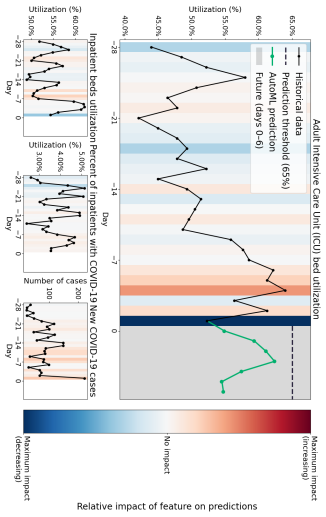 Adult Intensive Care Unit (ICU) bed utilization
Utilization (%)
40.0%
45.0%
50.0%
55.0%
60.0%
65.0%
Historical data
Prediction threshold (65%)
AutoML prediction
Future (days 0-6)
−28
−21
−14
−7
0
Day
Inpatient beds utilization
Utilization (%)
50.0%
55.0%
60.0%
−28
−21
−14
−7
0
Day
Percent of inpatients with COVID-19
Utilization (%)
3.00%
4.00%
5.00%
−28
−21
−14
−7
0
Day
New COVID-19 cases
Number of cases
100
200
−28
−21
−14
−7
0
Day
Maximum impact
(increasing)
No impact
Maximum impact
(decreasing)
Relative impact of feature on predictions